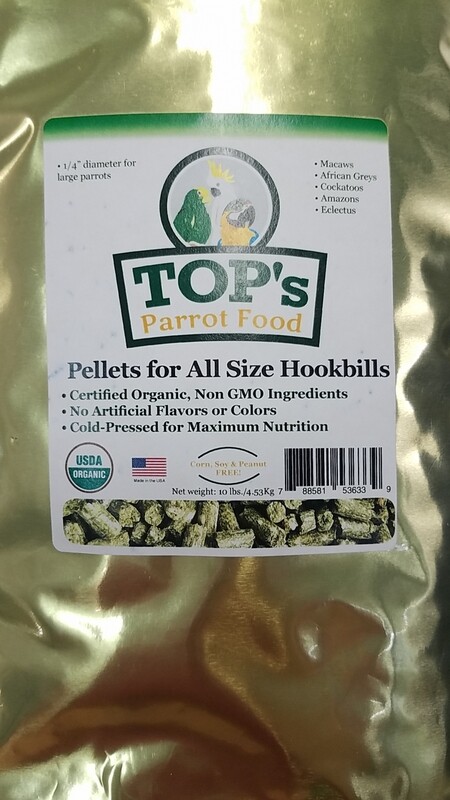 • 1/4" diameter for
large parrots
• Macaws
• African Greys
• Cockatoos
• Amazons
• Eclectus
TOP's
Parrot Food
Pellets for All Size Hookbills
• Certified Organic, Non GMO Ingredients
• No Artificial Flavors or Colors
• Cold-Pressed for Maximum Nutrition
USDA
ORGANIC
Made in the USA
Corn, Soy & Peanut
FREE!
Net weight: 10 lbs./4.53Kg
7 88581 53633 9